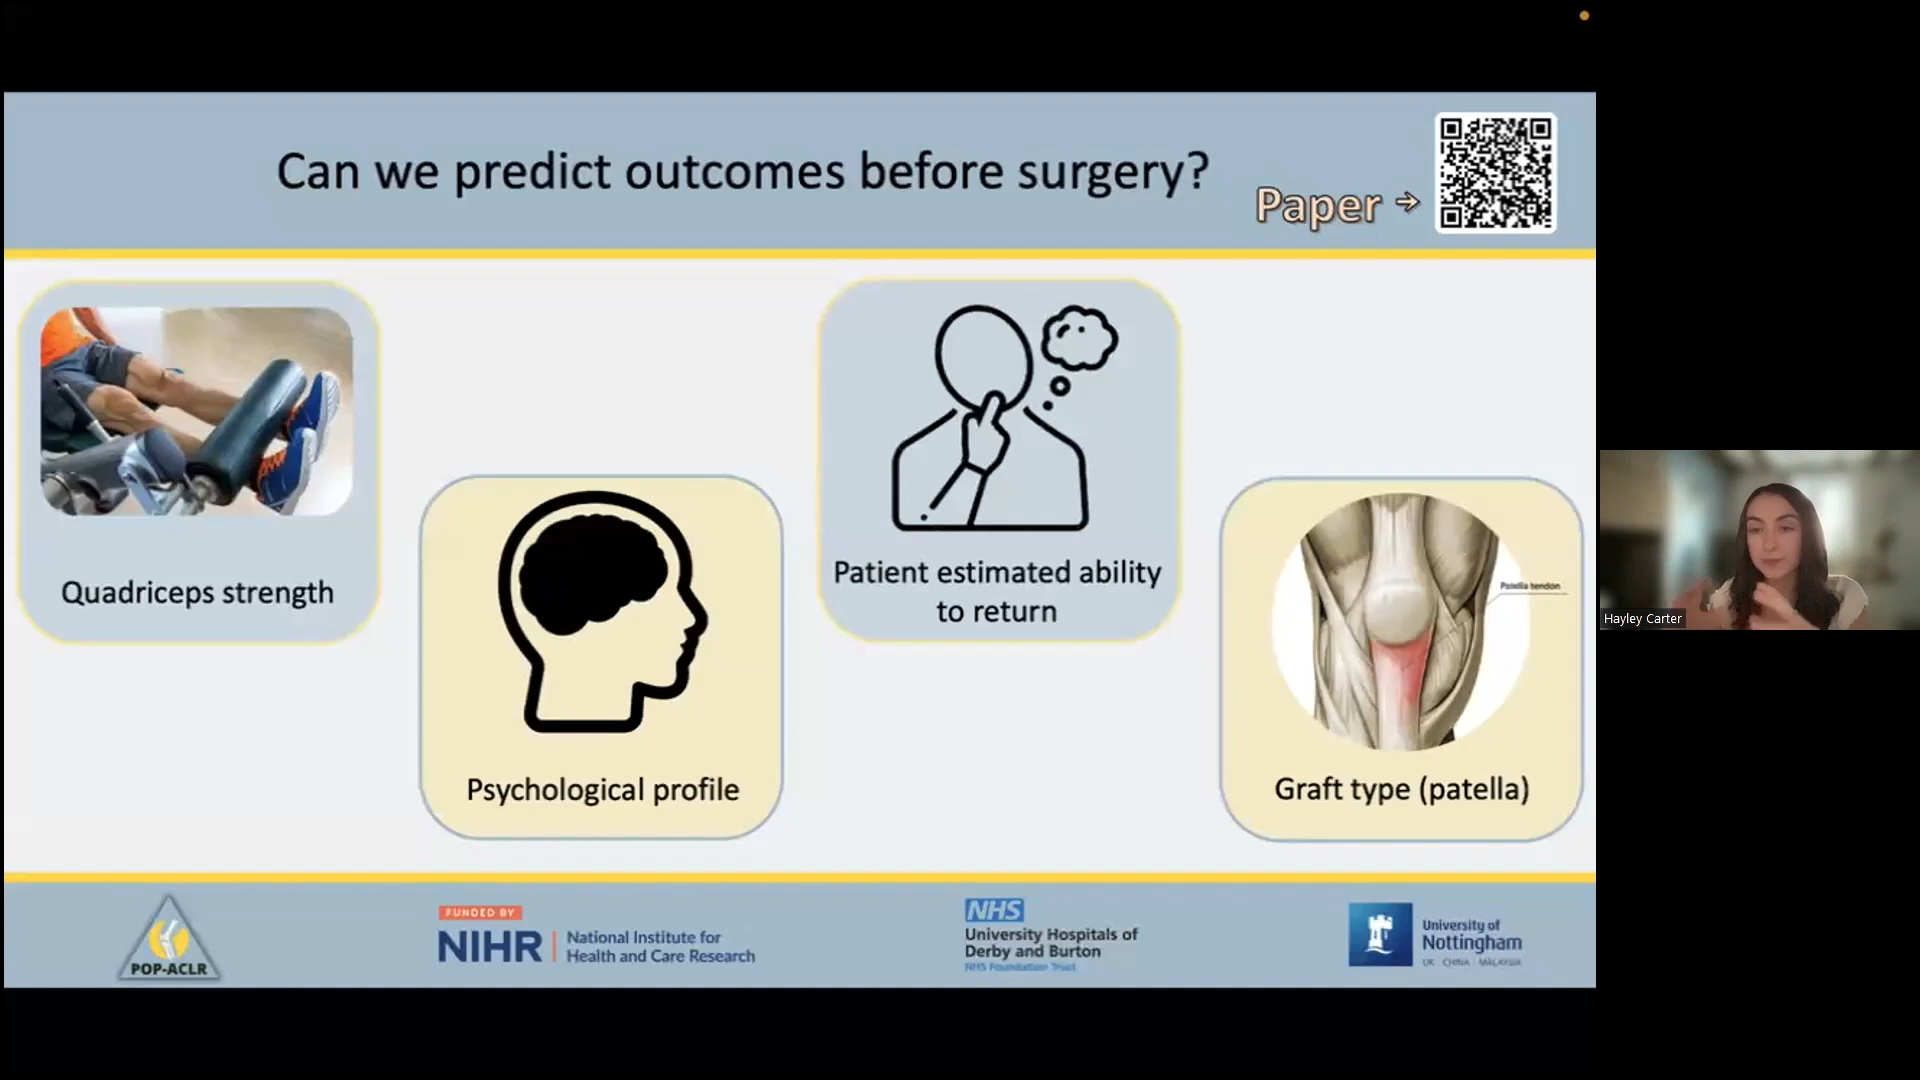 Can we predict outcomes before surgery?
Paper →
Quadriceps strength
Psychological profile
Patient estimated ability
to return
Patella tendon
Graft type (patella)
Hayley Carter
POP-ACLR
FUNDED BY
NIHR | National Institute for
Health and Care Research
NHS
University Hospitals of
Derby and Burton
NHS Foundation Trust
University of
Nottingham
UK · CHINA · MALAYSIA